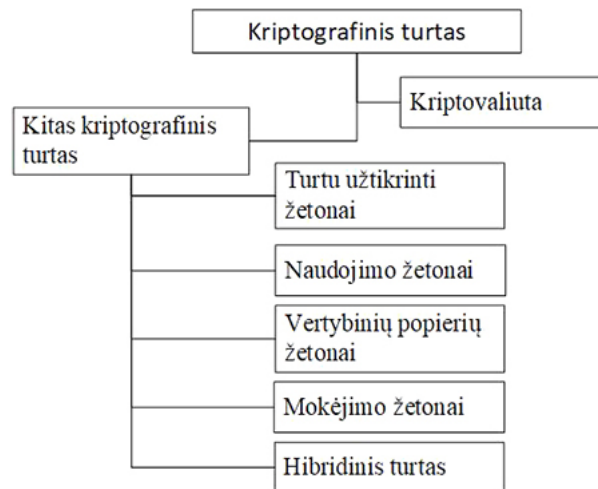 Kriptografinis turtas
Kriptovaliuta
Kitas kriptografinis
turtas
Turtu užtikrinti
žetonai
Naudojimo žetonai
Vertybinių popierių
žetonai
Mokėjimo žetonai
Hibridinis turtas